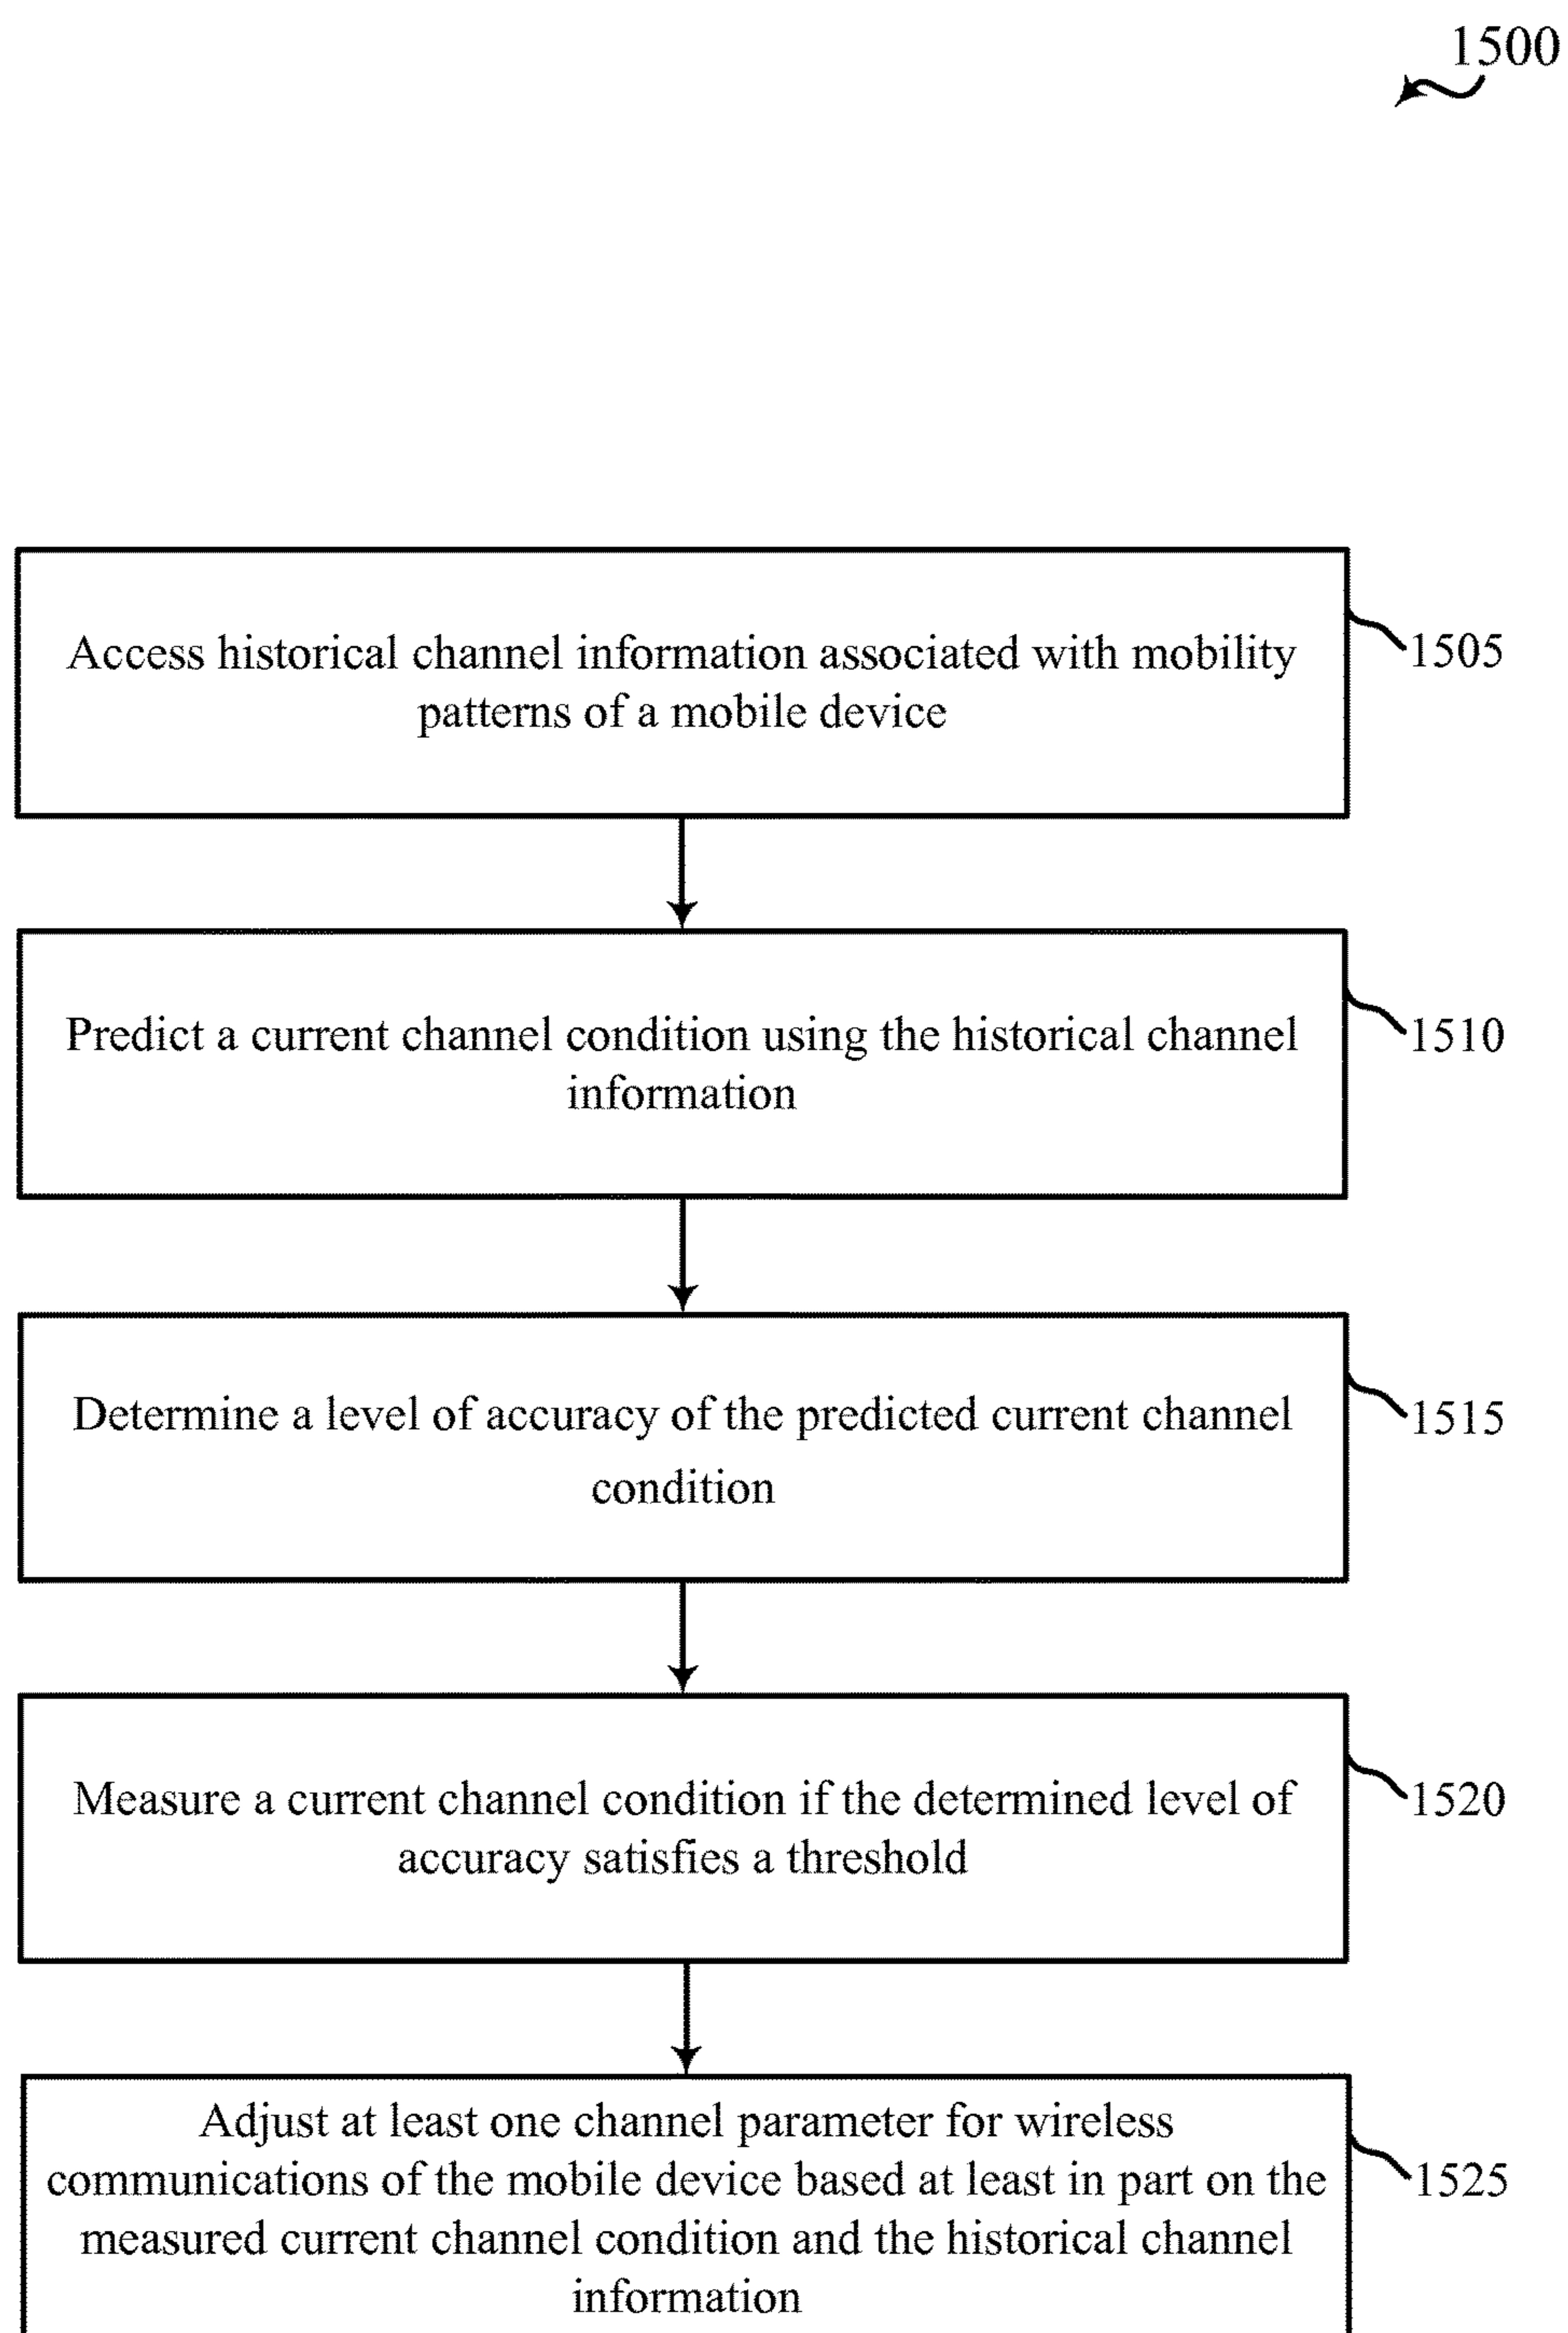 1500
Access historical channel information associated with mobility
patterns of a mobile device
1505
Predict a current channel condition using the historical channel
information
1510
Determine a level of accuracy of the predicted current channel
condition
1515
Measure a current channel condition if the determined level of
accuracy satisfies a threshold
1520
Adjust at least one channel parameter for wireless
communications of the mobile device based at least in part on the
measured current channel condition and the historical channel
information
1525